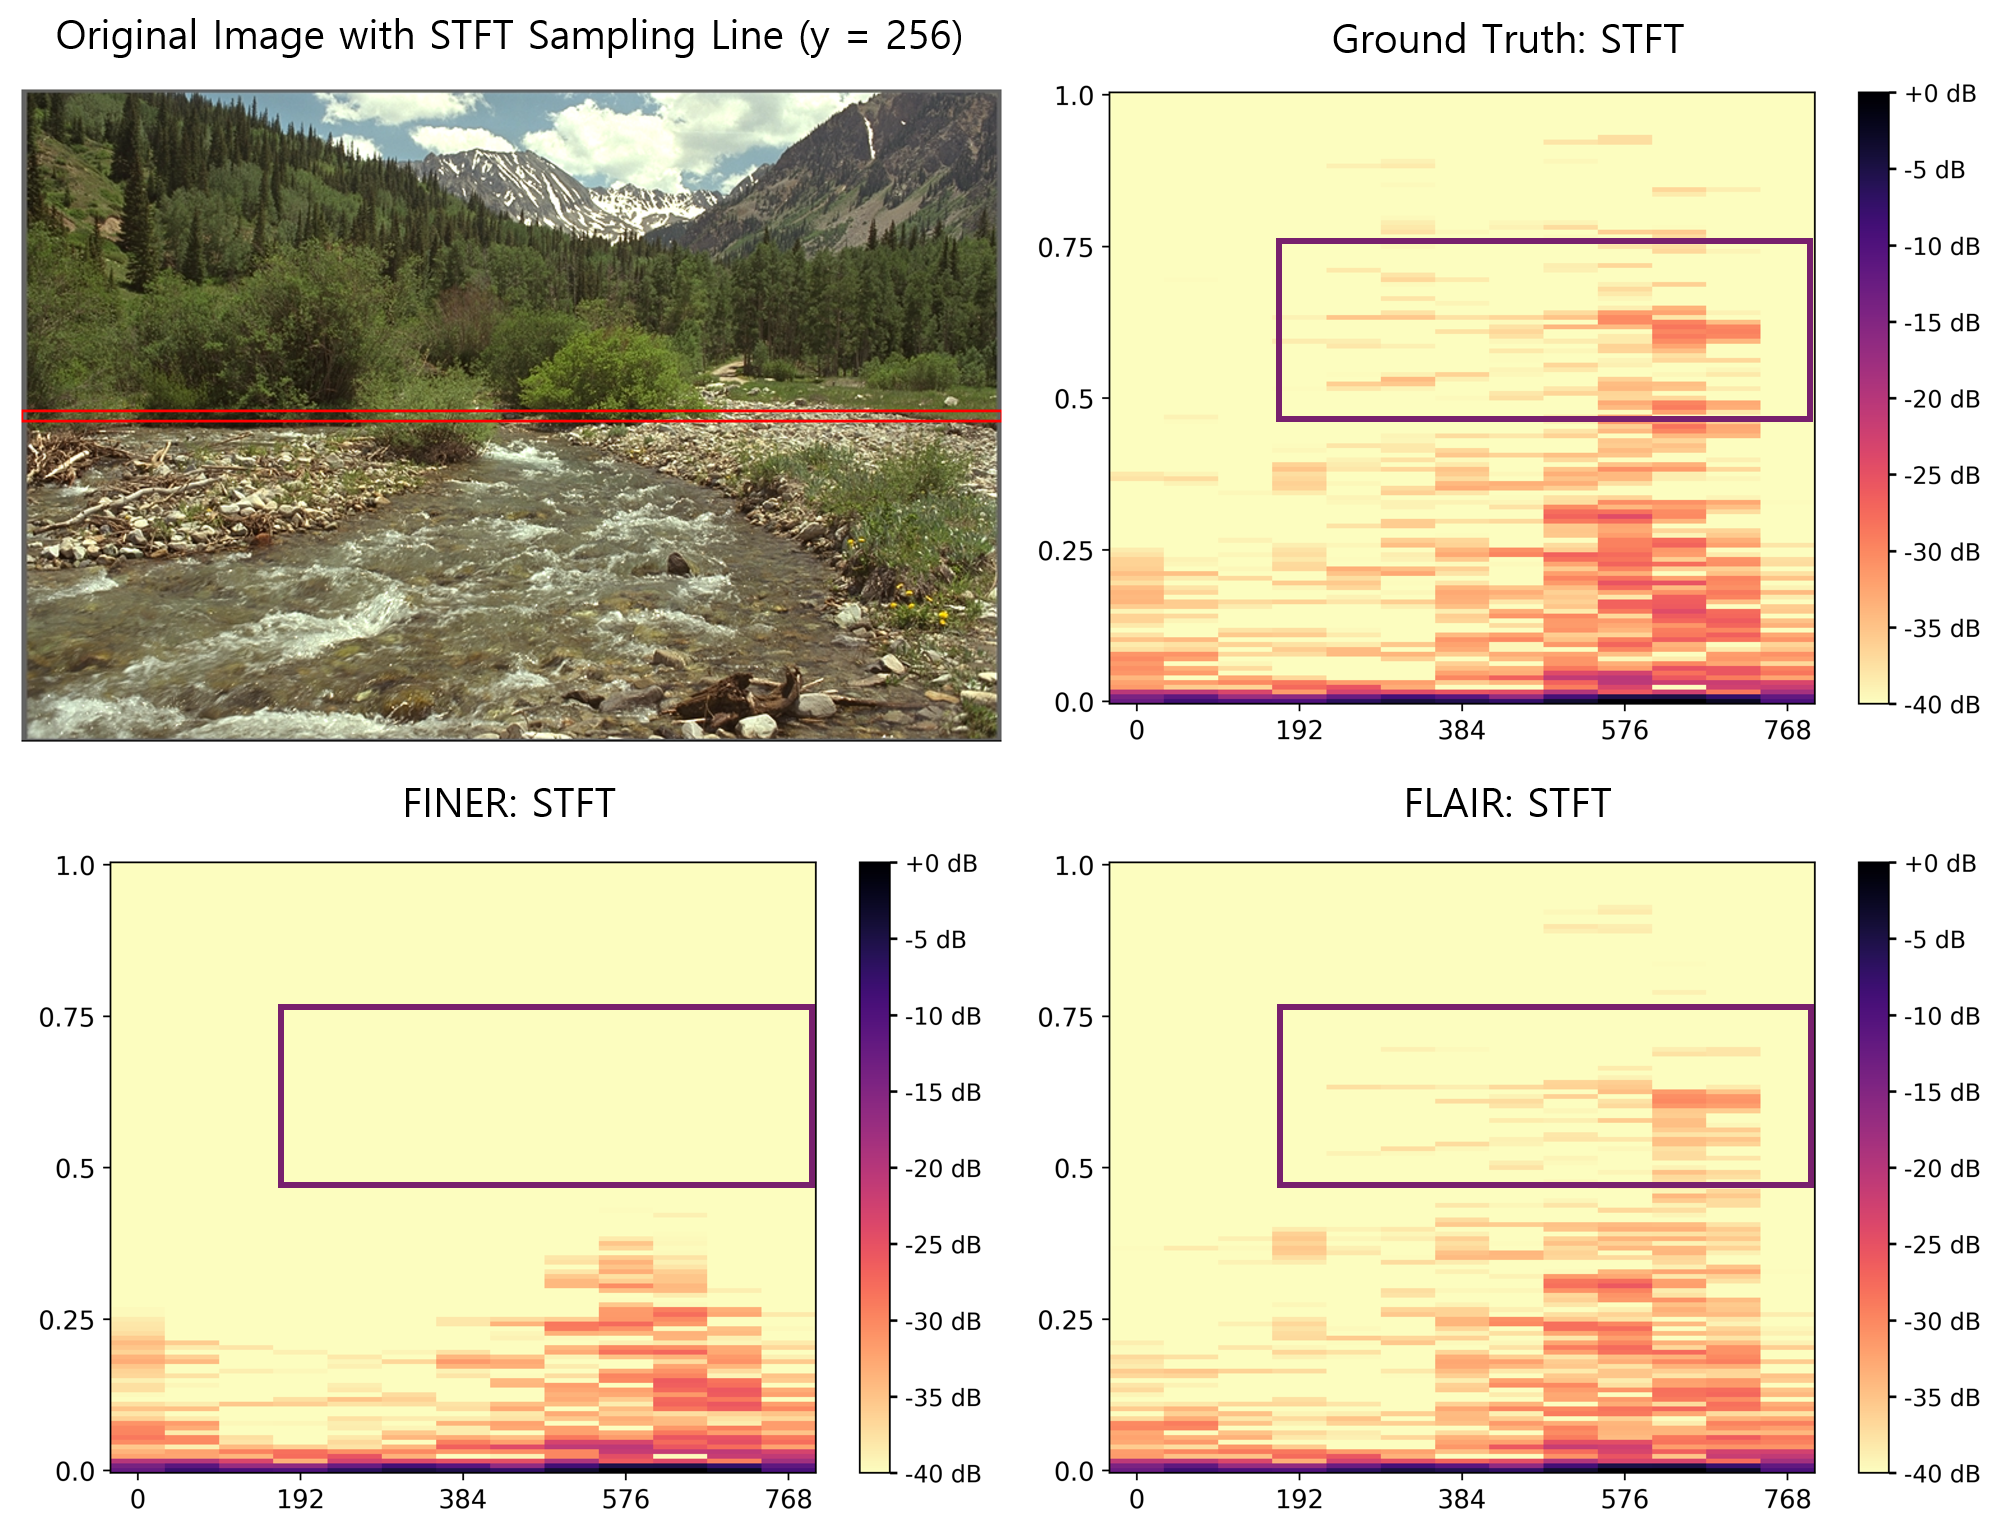 Original Image with STFT Sampling Line (y = 256)
Ground Truth: STFT
1.0
0.75
0.5
0.25
0.0
0 192 384 576 768
+0 dB
-5 dB
-10 dB
-15 dB
-20 dB
-25 dB
-30 dB
-35 dB
-40 dB
FINER: STFT
1.0
0.75
0.5
0.25
0.0
0 192 384 576 768
+0 dB
-5 dB
-10 dB
-15 dB
-20 dB
-25 dB
-30 dB
-35 dB
-40 dB
FLAIR: STFT
1.0
0.75
0.5
0.25
0.0
0 192 384 576 768
+0 dB
-5 dB
-10 dB
-15 dB
-20 dB
-25 dB
-30 dB
-35 dB
-40 dB